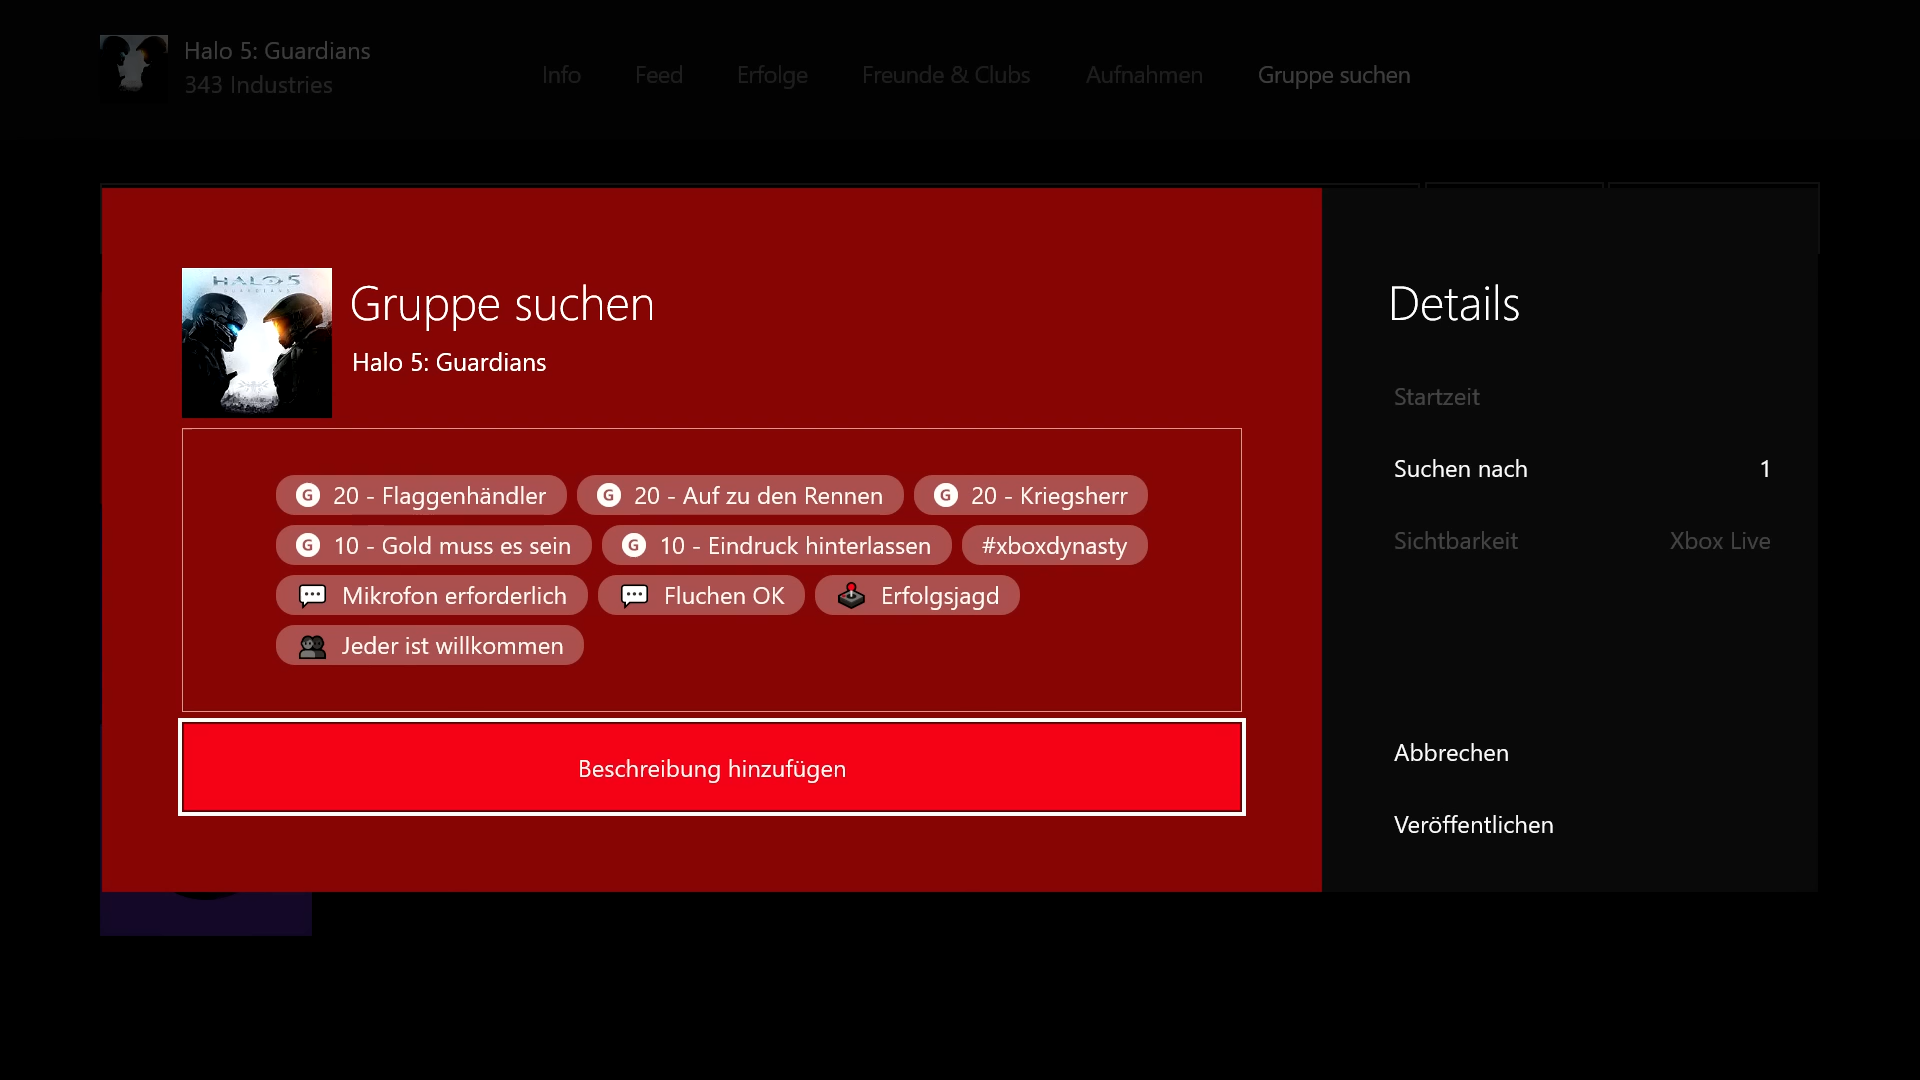 Halo 5: Guardians
343 Industries
Info
Feed
Erfolge
Freunde & Clubs
Aufnahmen
Gruppe suchen
HALO 5
Gruppe suchen
Halo 5: Guardians
G 20 - Flaggenhändler
G 20 - Auf zu den Rennen
G 20 - Kriegsherr
G 10 - Gold muss es sein
G 10 - Eindruck hinterlassen
#xboxdynasty
Mikrofon erforderlich
Fluchen OK
Erfolgsjagd
Jeder ist willkommen
Beschreibung hinzufügen
Details
Startzeit
Suchen nach 1
Sichtbarkeit Xbox Live
Abbrechen
Veröffentlichen